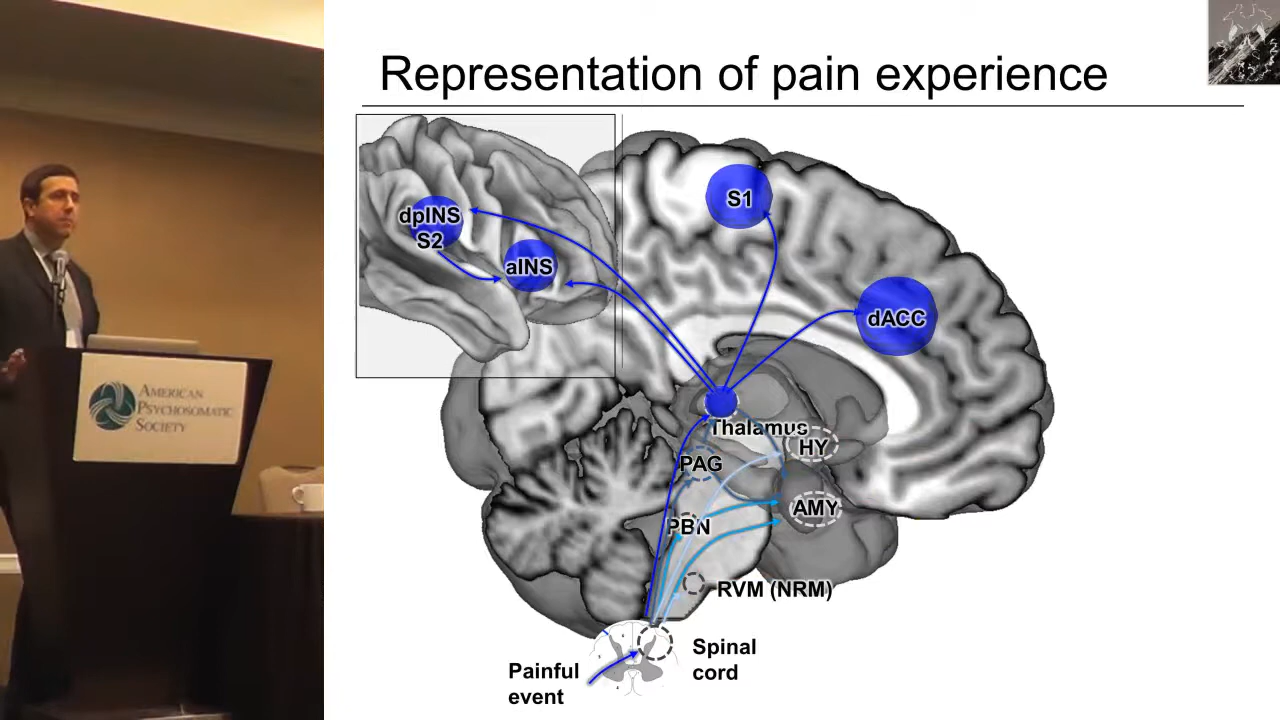 Representation of pain experience
S1
dpINS
S2
aINS
dACC
Thalamus
HY
PAG
AMY
PBN
RVM (NRM)
Spinal
cord
Painful
event
AMERICAN
PSYCHOSOMATIC
SOCIETY